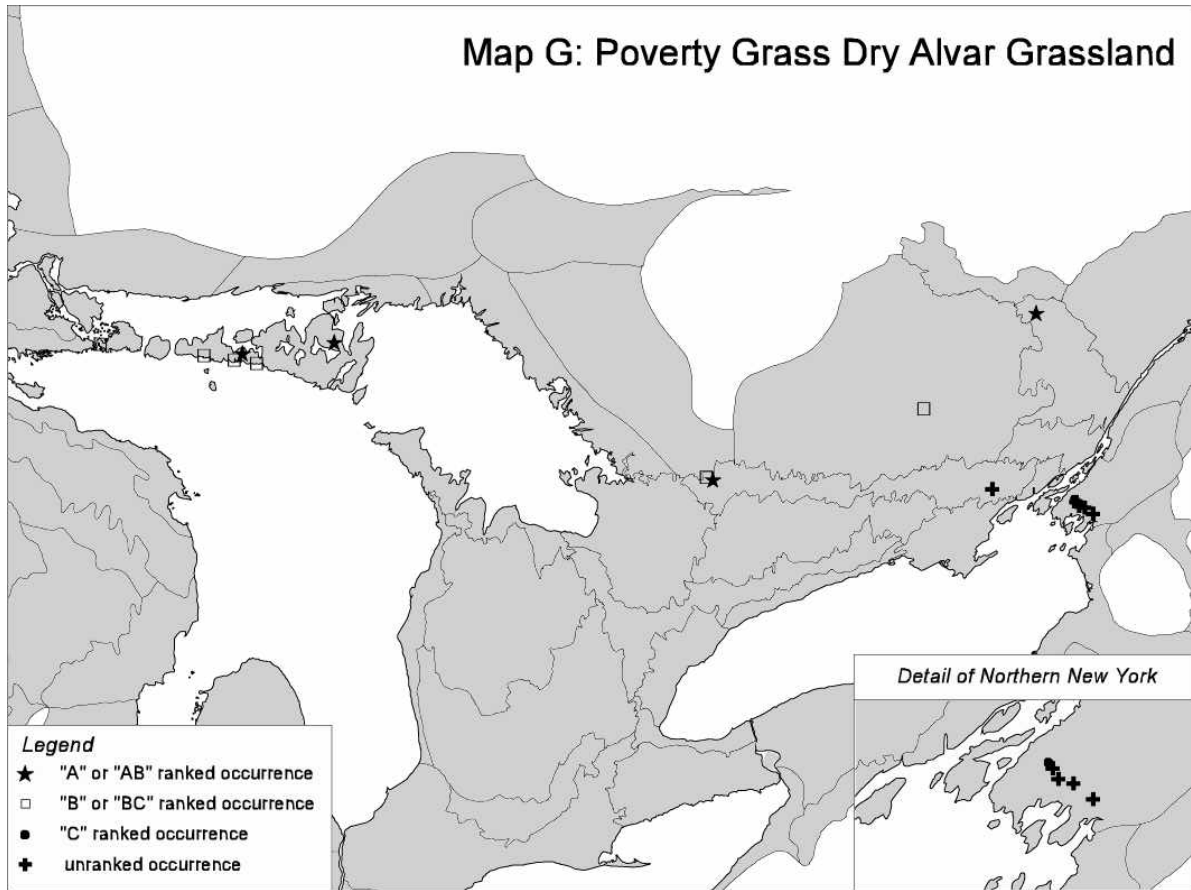 Map G: Poverty Grass Dry Alvar Grassland
Detail of Northern New York
Legend
"A" or "AB" ranked occurrence
"B" or "BC" ranked occurrence
"C" ranked occurrence
unranked occurrence